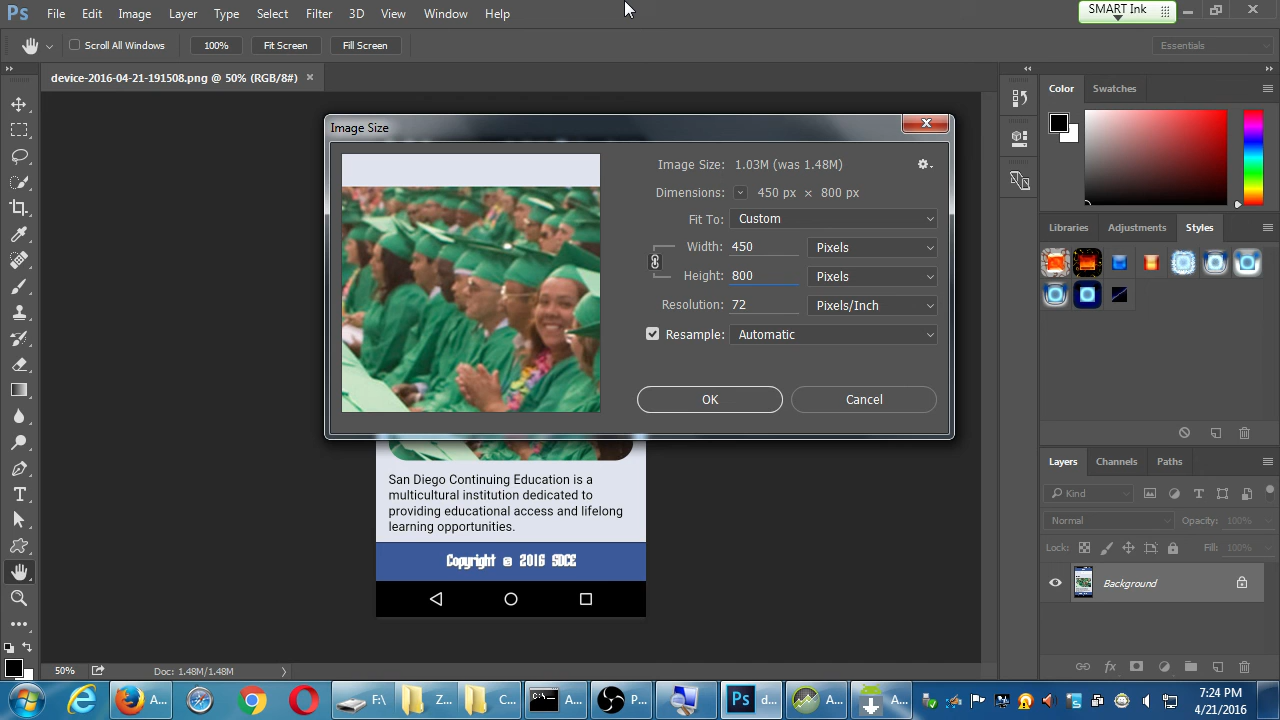 Ps File Edit Image Layer Type Select Filter 3D View Window Help
SMART Ink
Scroll All Windows 100% Fit Screen Fill Screen Essentials
device-2016-04-21-191508.png @ 50% (RGB/8#) ×
Color Swatches
Image Size
Image Size: 1.03M (was 1.48M)
Dimensions: 450 px × 800 px
Fit To: Custom
Width: 450 Pixels
Height: 800 Pixels
Resolution: 72 Pixels/Inch
Resample: Automatic
OK Cancel
Libraries Adjustments Styles
Layers Channels Paths
Kind
Normal Opacity: 100%
Lock: Fill: 100%
Background
San Diego Continuing Education is a
multicultural institution dedicated to
providing educational access and lifelong
learning opportunities.
Copyright © 2016 SDCE
50% Doc: 1.48M/1.48M
fx
A... F:\ Z... C... A... P... Ps d... A... A...
7:24 PM
4/21/2016